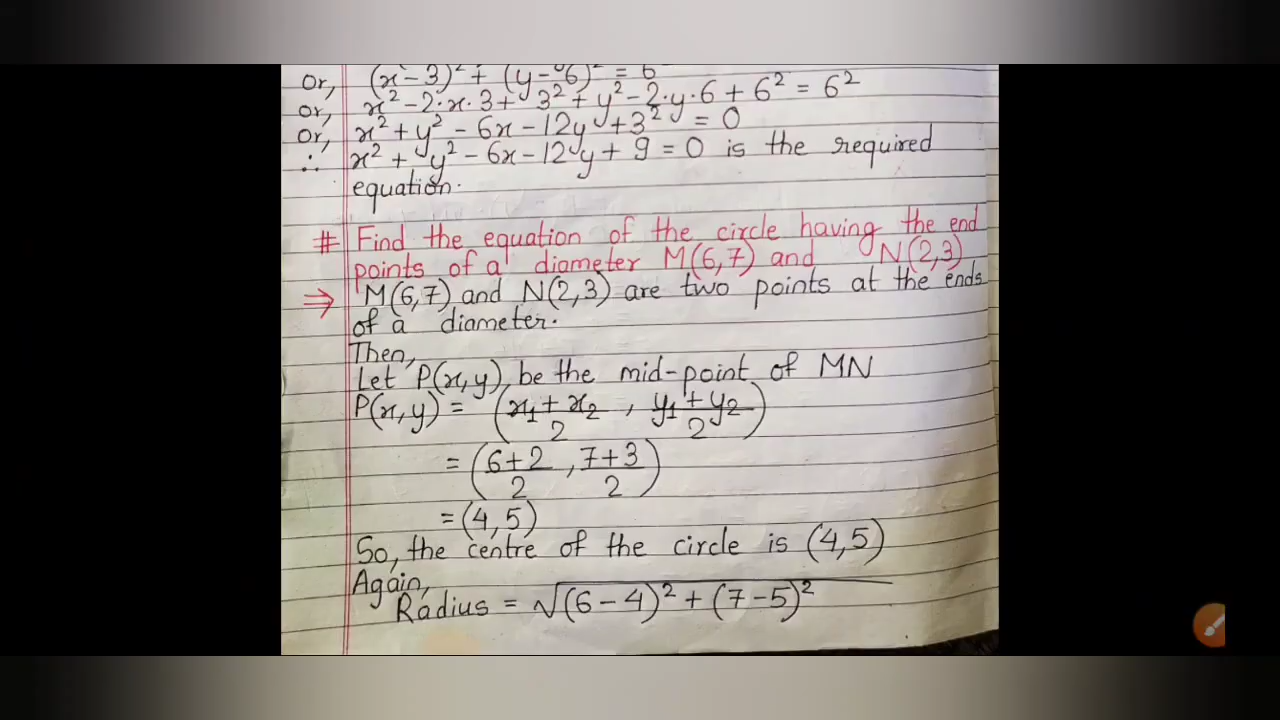 or, (x-3)² + (y-6)² = 6
or, x² - 2·x·3 + 3² + y² - 2·y·6 + 6² = 6²
or, x² + y² - 6x - 12y + 3² = 0
∴ x² + y² - 6x - 12y + 9 = 0 is the required
equation.
# Find the equation of the circle having the end
points of a diameter M(6,7) and N(2,3)
⇒ M(6,7) and N(2,3) are two points at the ends
of a diameter.
Then,
Let P(x,y), be the mid-point of MN
P(x,y) = (x₁+x₂/2, y₁+y₂/2)
= (6+2/2, 7+3/2)
= (4,5)
So, the centre of the circle is (4,5)
Again,
Radius = √(6-4)² + (7-5)²